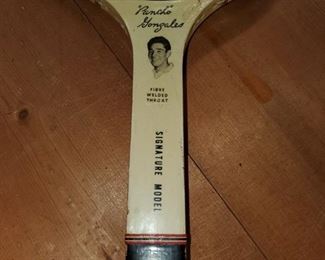 "Pancho"
Gonzales
FIBRE
WELDED
THROAT
SIGNATURE MODEL